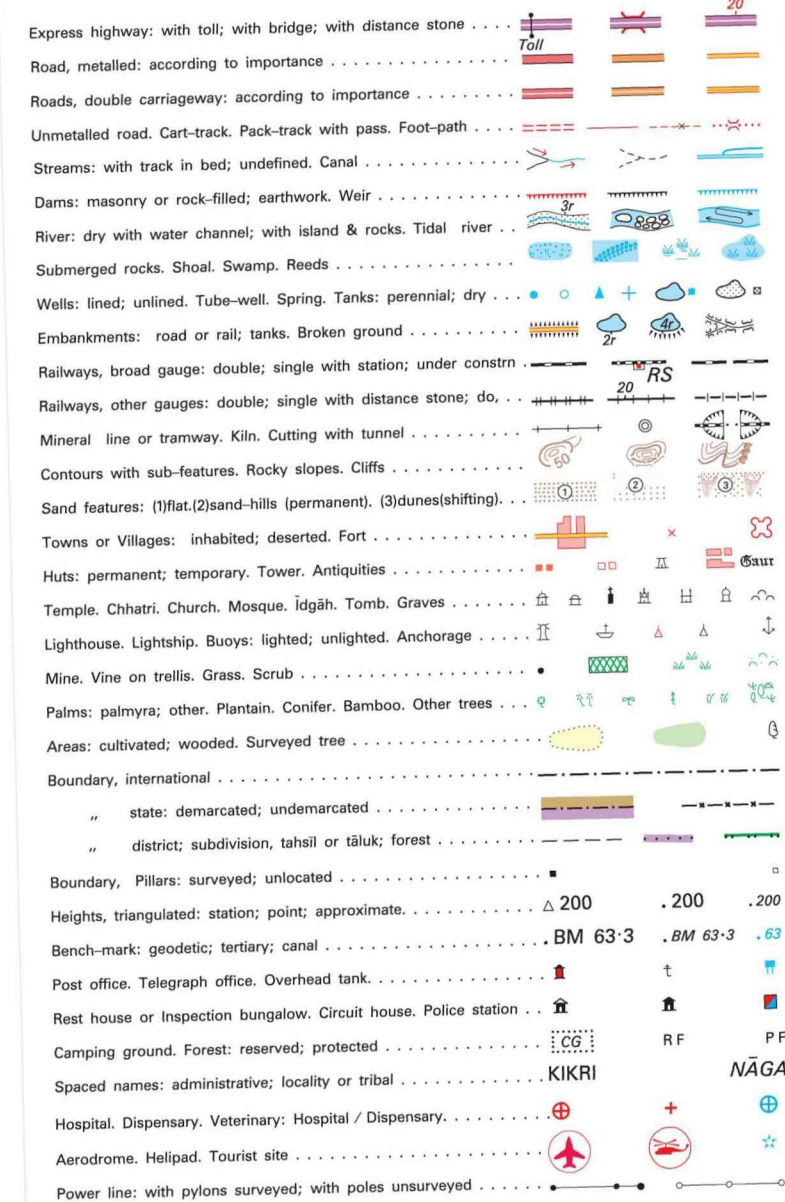 20
Express highway: with toll; with bridge; with distance stone . . . .
Toll
Road, metalled: according to importance . . . . . . . . . . . . . . . . .
Roads, double carriageway: according to importance . . . . . . . . .
Unmetalled road. Cart–track. Pack–track with pass. Foot–path . . . .
Streams: with track in bed; undefined. Canal . . . . . . . . . . . . . .
Dams: masonry or rock–filled; earthwork. Weir . . . . . . . . . . . . .
3r
River: dry with water channel; with island & rocks. Tidal river . .
Submerged rocks. Shoal. Swamp. Reeds . . . . . . . . . . . . . . . . .
Wells: lined; unlined. Tube–well. Spring. Tanks: perennial; dry . . .
Embankments: road or rail; tanks. Broken ground . . . . . . . . . . 2r 4r
Railways, broad gauge: double; single with station; under constrn . RS
Railways, other gauges: double; single with distance stone; do, . . 20
Mineral line or tramway. Kiln. Cutting with tunnel . . . . . . . . . . .
Contours with sub–features. Rocky slopes. Cliffs . . . . . . . . . . . . 50
Sand features: (1)flat.(2)sand–hills (permanent). (3)dunes(shifting). . . 1 2 3
Towns or Villages: inhabited; deserted. Fort . . . . . . . . . . . . . .
Huts: permanent; temporary. Tower. Antiquities . . . . . . . . . . . . Gaur
Temple. Chhatri. Church. Mosque. Īdgāh. Tomb. Graves . . . . . . .
Lighthouse. Lightship. Buoys: lighted; unlighted. Anchorage . . . . .
Mine. Vine on trellis. Grass. Scrub . . . . . . . . . . . . . . . . . . . . .
Palms: palmyra; other. Plantain. Conifer. Bamboo. Other trees . . .
Areas: cultivated; wooded. Surveyed tree . . . . . . . . . . . . . . . .
Boundary, international . . . . . . . . . . . . . . . . . . . . . . . . . . . .
,, state: demarcated; undemarcated . . . . . . . . . . . . . . .
,, district; subdivision, tahsīl or tāluk; forest . . . . . . . . .
Boundary, Pillars: surveyed; unlocated . . . . . . . . . . . . . . . . . .
Heights, triangulated: station; point; approximate. . . . . . . . . . . . 200 .200 .200
Bench–mark: geodetic; tertiary; canal . . . . . . . . . . . . . . . . . . . .BM 63·3 .BM 63·3 .63
Post office. Telegraph office. Overhead tank. . . . . . . . . . . . . . .
Rest house or Inspection bungalow. Circuit house. Police station . .
Camping ground. Forest: reserved; protected . . . . . . . . . . . . . . CG RF PF
Spaced names: administrative; locality or tribal . . . . . . . . . . . . . KIKRI NĀGA
Hospital. Dispensary. Veterinary: Hospital / Dispensary. . . . . . . . .
Aerodrome. Helipad. Tourist site . . . . . . . . . . . . . . . . . . . . . .
Power line: with pylons surveyed; with poles unsurveyed . . . . . .